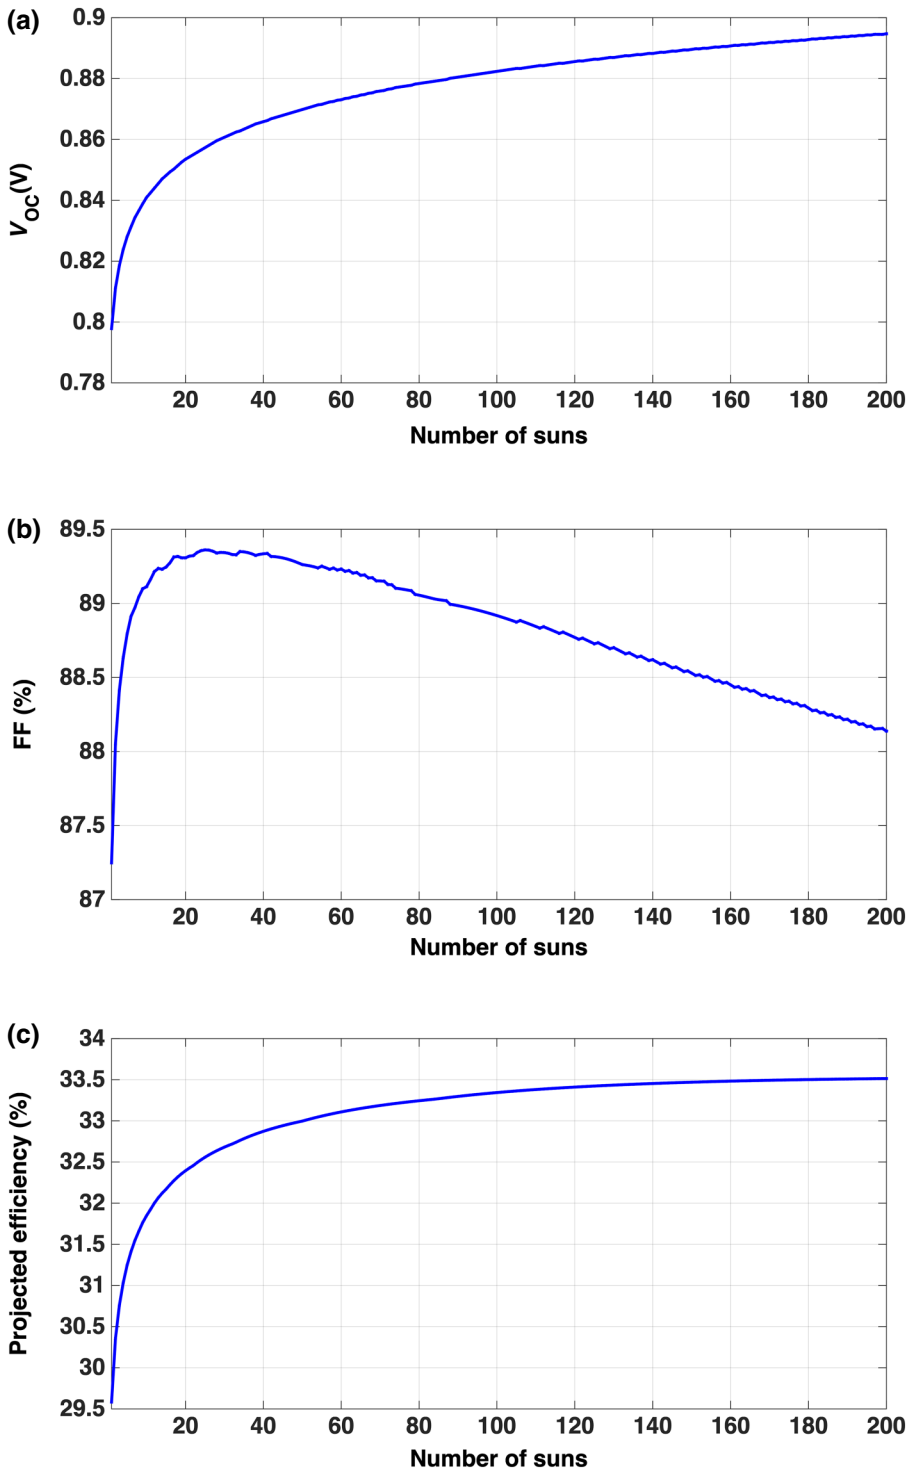 (a)
0.9
0.88
0.86
0.84
0.82
0.8
0.78
V_OC(V)
20 40 60 80 100 120 140 160 180 200
Number of suns
(b)
89.5
89
88.5
88
87.5
87
FF (%)
20 40 60 80 100 120 140 160 180 200
Number of suns
(c)
34
33.5
33
32.5
32
31.5
31
30.5
30
29.5
Projected efficiency (%)
20 40 60 80 100 120 140 160 180 200
Number of suns